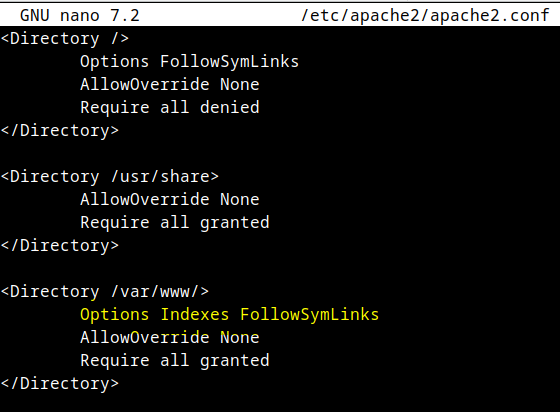 GNU nano 7.2 /etc/apache2/apache2.conf
<Directory />
Options FollowSymLinks
AllowOverride None
Require all denied
</Directory>
<Directory /usr/share>
AllowOverride None
Require all granted
</Directory>
<Directory /var/www/>
Options Indexes FollowSymLinks
AllowOverride None
Require all granted
</Directory>